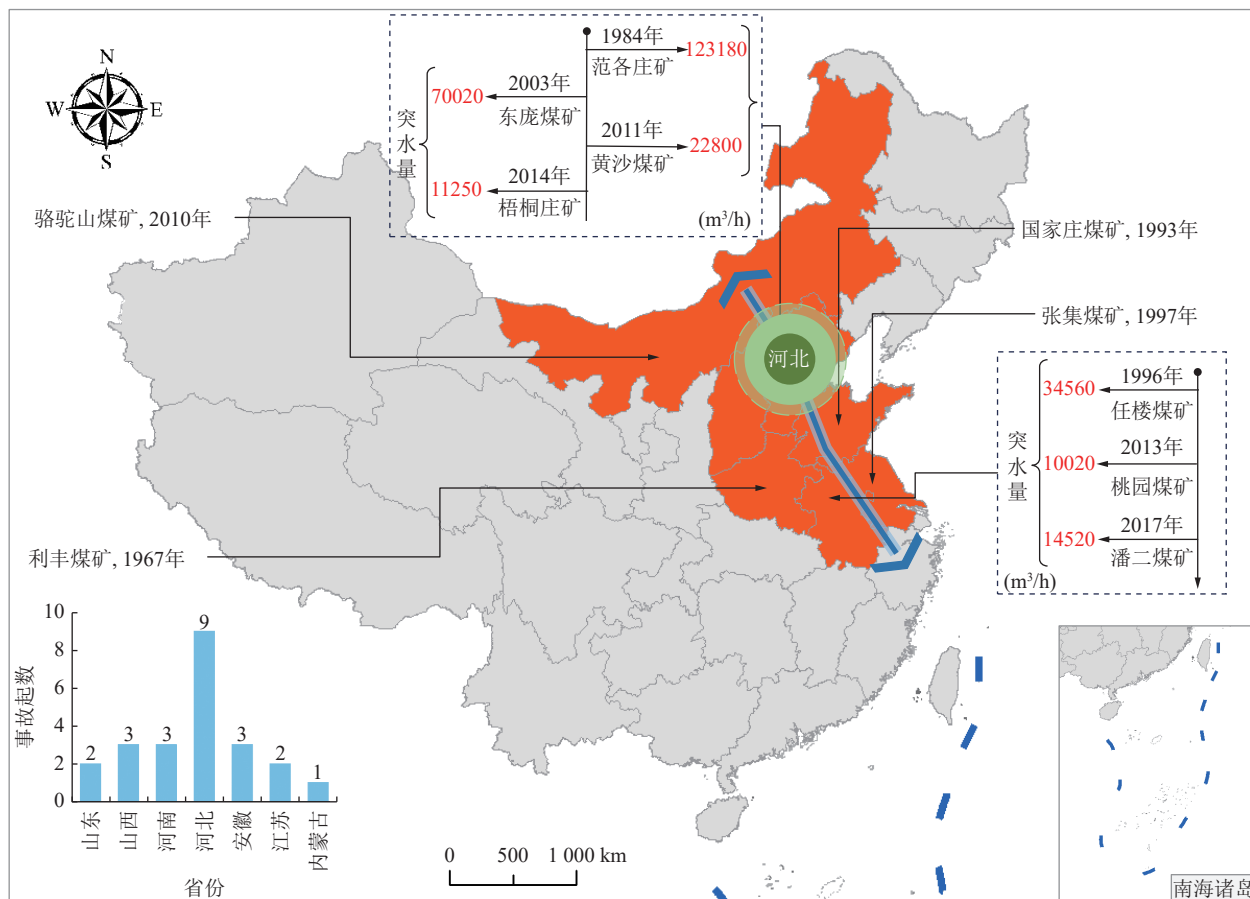 N
W
E
S
1984年
123180
范各庄矿
2003年
70020
东庞煤矿
突水量
2011年
22800
黄沙煤矿
2014年
11250
梧桐庄矿
(m³/h)
骆驼山煤矿, 2010年
国家庄煤矿, 1993年
张集煤矿, 1997年
河北
1996年
34560
任楼煤矿
突水量
2013年
10020
桃园煤矿
2017年
14520
潘二煤矿
(m³/h)
利丰煤矿, 1967年
事故起数
10
8
6
4
2
0
2
3
3
9
3
2
1
山东
山西
河南
河北
安徽
江苏
内蒙古
省份
0 500 1 000 km
南海诸岛